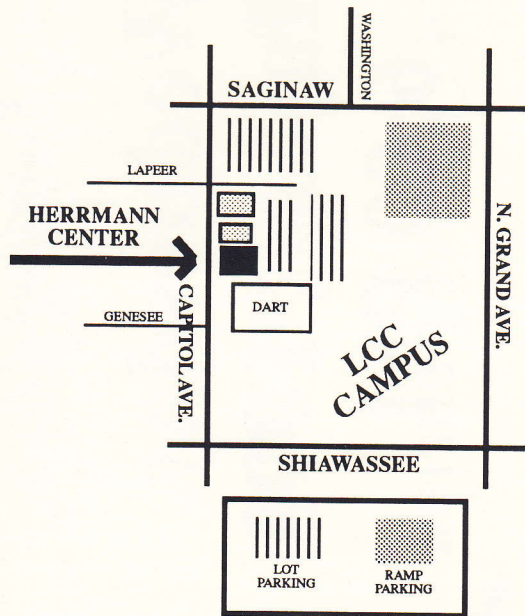 WASHINGTON
SAGINAW
LAPEER
HERRMANN
CENTER
N. GRAND AVE.
CAPITOL AVE.
DART
GENESEE
LCC
CAMPUS
SHIAWASSEE
LOT
PARKING
RAMP
PARKING